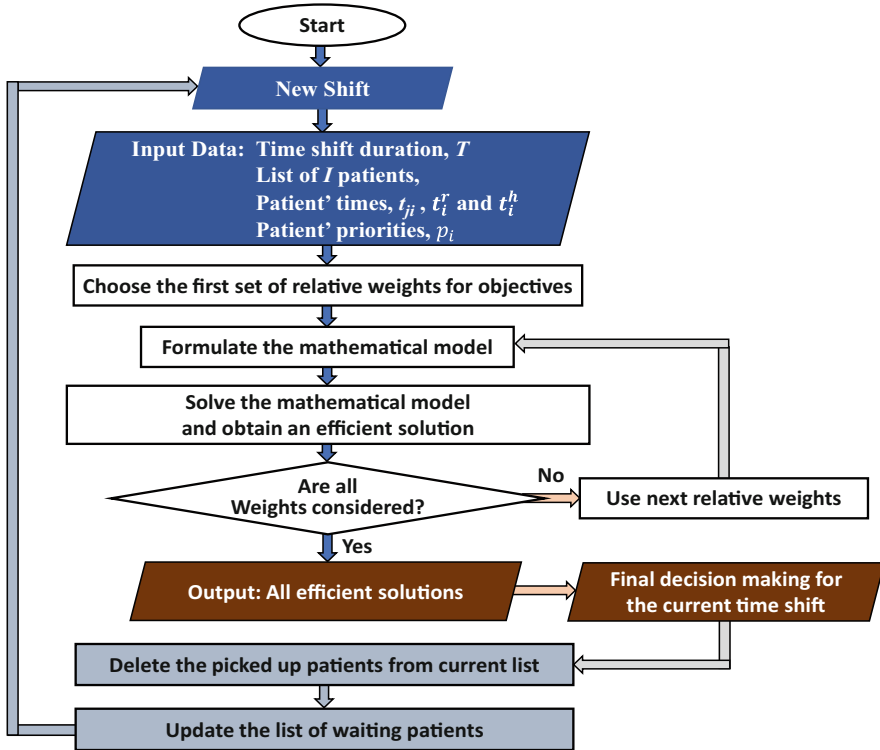 Start
New Shift
Input Data: Time shift duration, T
List of I patients,
Patient' times, t_{ji} , t_i^r and t_i^h
Patient' priorities, p_i
Choose the first set of relative weights for objectives
Formulate the mathematical model
Solve the mathematical model
and obtain an efficient solution
Are all
Weights considered?
No
Use next relative weights
Yes
Output: All efficient solutions
Final decision making for
the current time shift
Delete the picked up patients from current list
Update the list of waiting patients